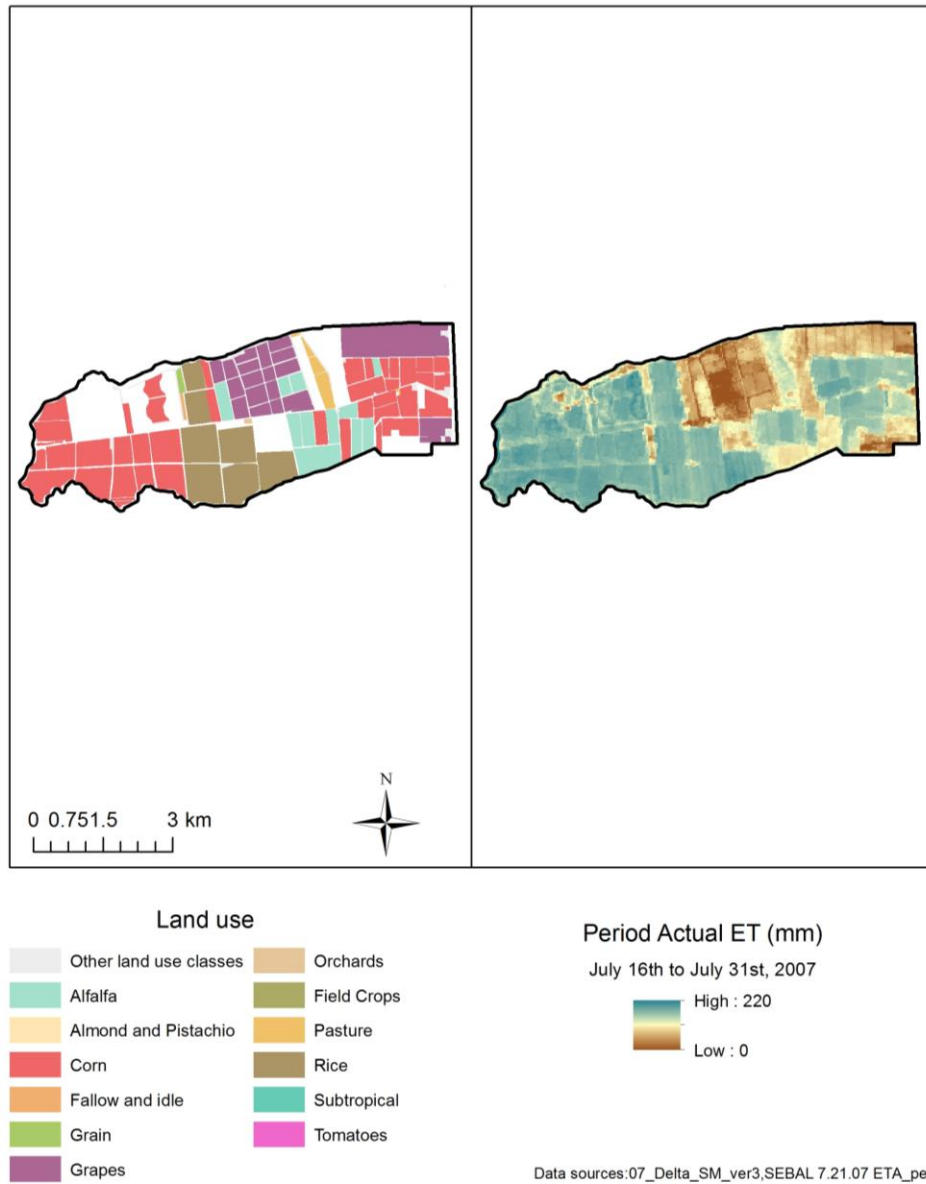 N
0 0.751.5 3 km
Land use
Other land use classes
Alfalfa
Almond and Pistachio
Corn
Fallow and idle
Grain
Grapes
Orchards
Field Crops
Pasture
Rice
Subtropical
Tomatoes
Period Actual ET (mm)
July 16th to July 31st, 2007
High : 220
Low : 0
Data sources:07_Delta_SM_ver3,SEBAL 7.21.07 ETA_pe